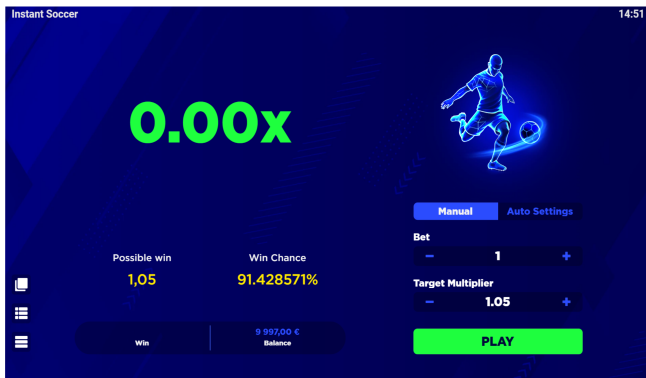 Instant Soccer
14:51
0.00x
Manual
Auto Settings
Bet
− 1 +
Possible win
Win Chance
1,05
91.428571%
Target Multiplier
− 1.05 +
9 997,00 €
Win
Balance
PLAY